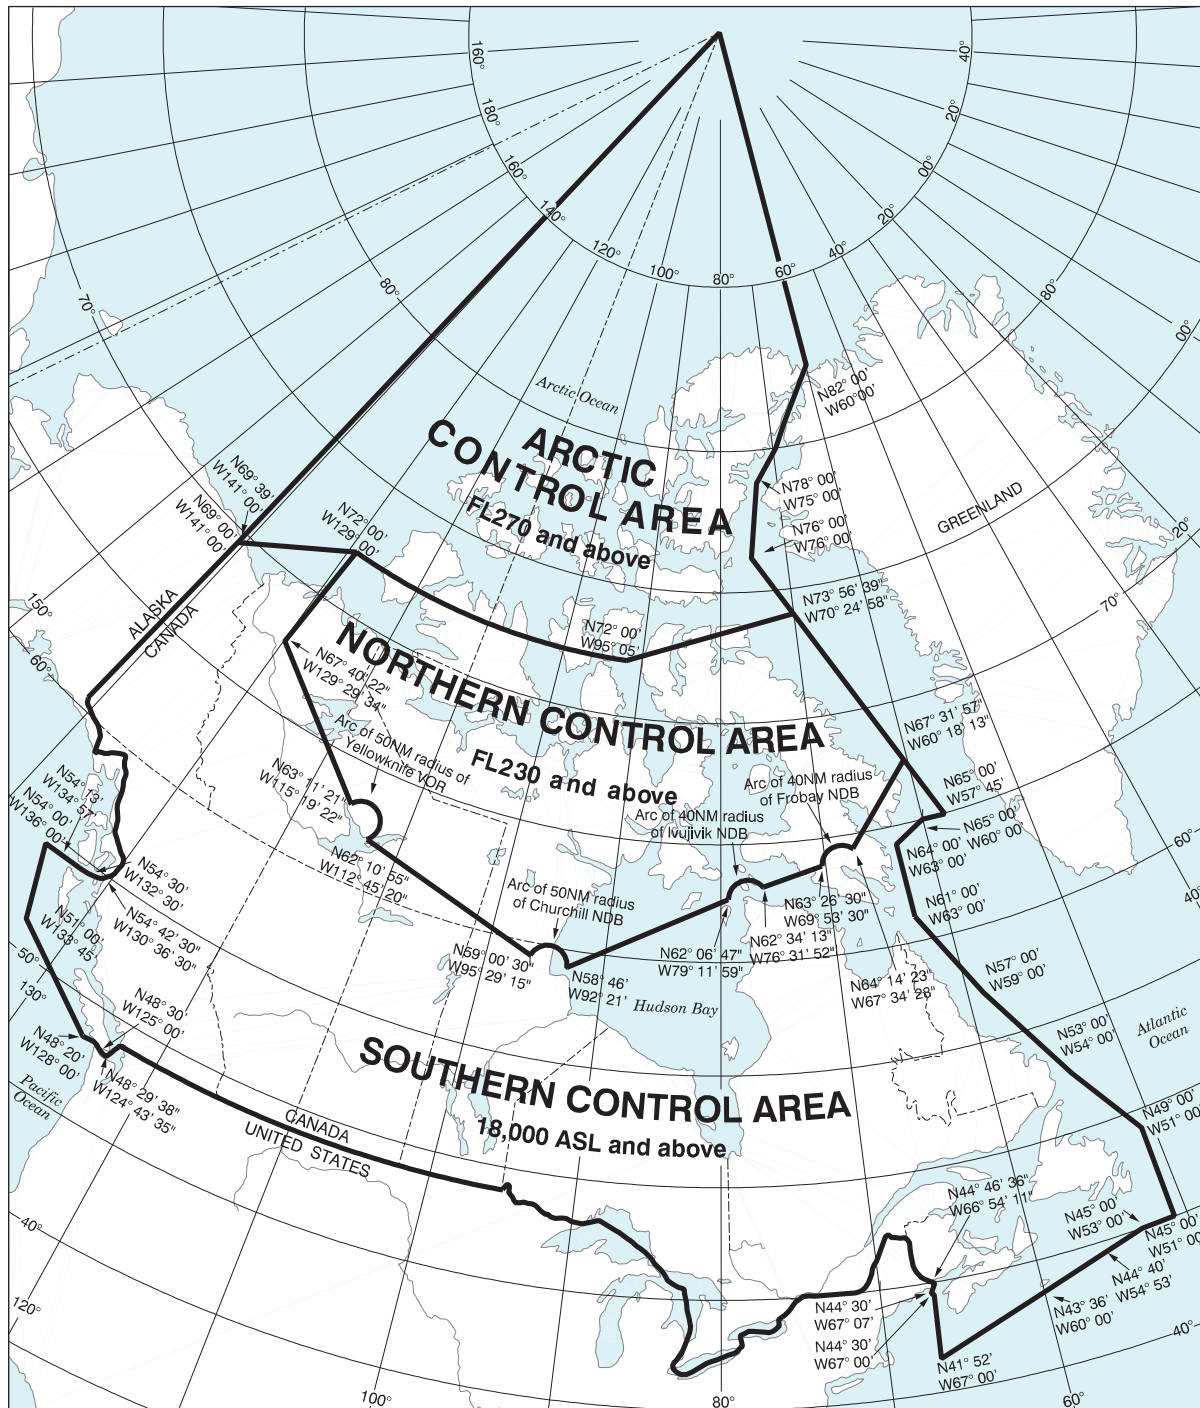 160°
180°
160°
140°
120°
100°
80°
60°
40°
20°
00°
20°
40°
70°
80°
80°
00°
Arctic Ocean
ARCTIC
CONTROL AREA
FL270 and above
N82° 00'
W60°00'
N78° 00'
W75° 00'
N76° 00'
W76° 00'
GREENLAND
20°
N69° 39'
W141° 00'
N69° 00'
W141° 00'
N72° 00'
W129° 00'
N73° 56' 39"
W70° 24' 58"
70°
150°
ALASKA
CANADA
60°
N72° 00'
W95° 05'
NORTHERN CONTROL AREA
FL230 and above
N67° 40' 22"
W129° 29' 34"
Arc of 50NM radius of
Yellowknife VOR
N63° 11' 21"
W115° 19' 22"
N67° 31' 57"
W60° 18' 13"
Arc of 40NM radius
of Frobay NDB
Arc of 40NM radius
of Ivujivik NDB
N65° 00'
W57° 45'
N65° 00'
W60° 00'
N64° 00'
W63° 00'
60°
40°
N54° 13'
W134° 57'
N54° 00'
W136° 00'
N54° 30'
W132° 30'
N54° 42' 30"
W130° 36' 30"
N51° 00'
W133° 45'
50°
130°
N62° 10' 55"
W112° 45' 20"
Arc of 50NM radius
of Churchill NDB
N59° 00' 30"
W95° 29' 15"
N58° 46'
W92° 21'
Hudson Bay
N62° 06' 47"
W79° 11' 59"
N62° 34' 13"
W76° 31' 52"
N63° 26' 30"
W69° 53' 30"
N64° 14' 23"
W67° 34' 28"
N61° 00'
W63° 00'
N57° 00'
W59° 00'
N53° 00'
W54° 00'
Atlantic
Ocean
N48° 30'
W125° 00'
N48° 20'
W128° 00'
N48° 29' 38"
W124° 43' 35"
Pacific
Ocean
SOUTHERN CONTROL AREA
18,000 ASL and above
CANADA
UNITED STATES
N49° 00'
W51° 00'
N44° 46' 36"
W66° 54' 11"
N45° 00'
W53° 00'
N45° 00'
W51° 00'
N44° 40'
W54° 53'
N43° 36'
W60° 00'
N44° 30'
W67° 07'
N44° 30'
W67° 00'
N41° 52'
W67° 00'
40°
40°
120°
100°
80°
60°